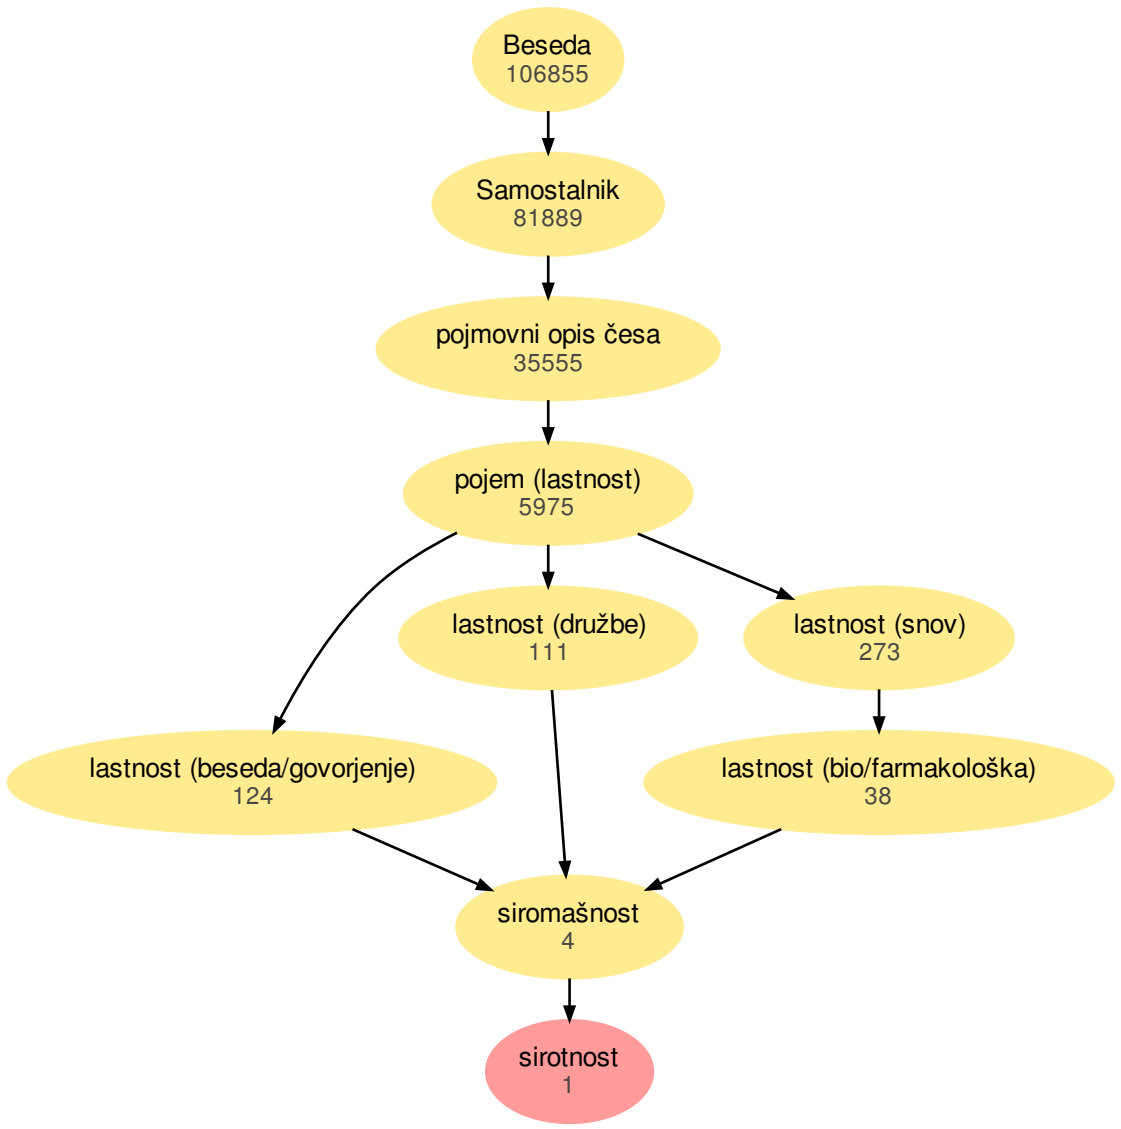 Beseda
106855
Samostalnik
81889
pojmovni opis česa
35555
pojem (lastnost)
5975
lastnost (družbe)
111
lastnost (snov)
273
lastnost (beseda/govorjenje)
124
lastnost (bio/farmakološka)
38
siromašnost
4
sirotnost
1